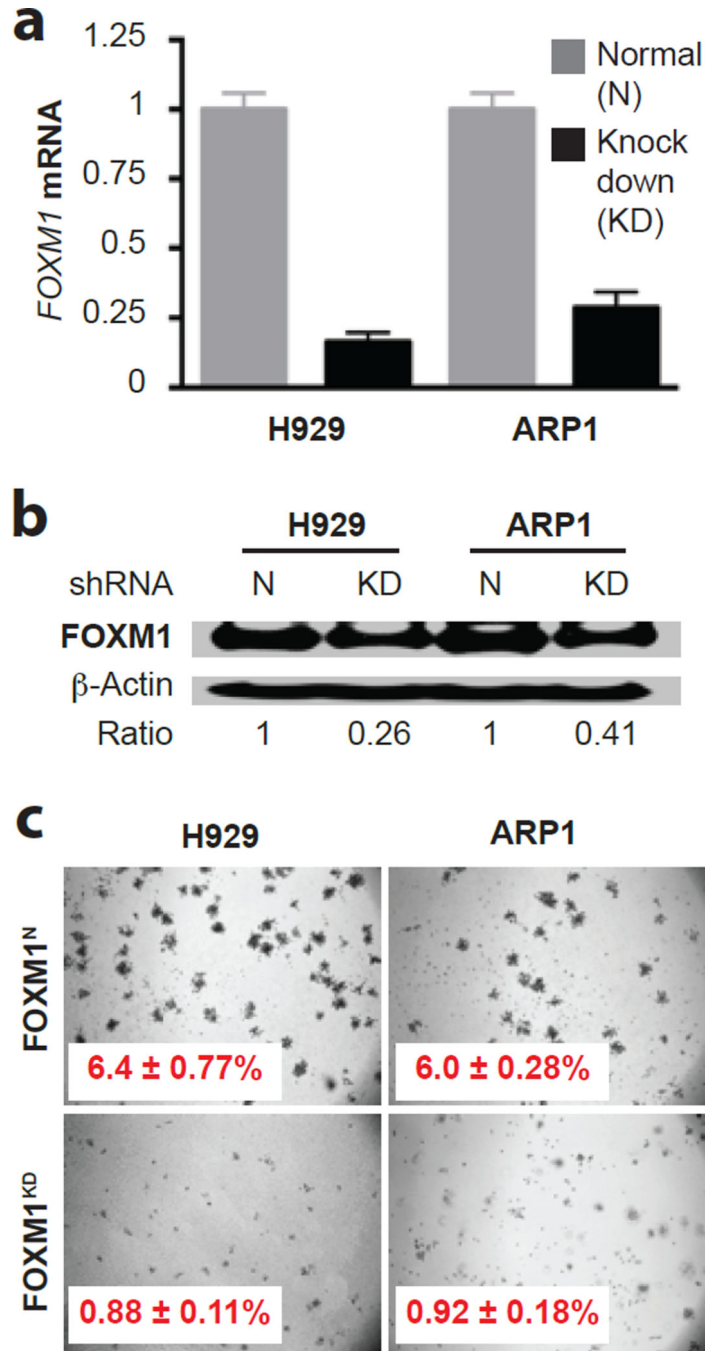 a
1.25
1
0.75
0.5
0.25
0
FOXM1 mRNA
Normal
(N)
Knock
down
(KD)
H929 ARP1
b
H929 ARP1
shRNA N KD N KD
FOXM1
β-Actin
Ratio 1 0.26 1 0.41
c
H929 ARP1
FOXM1ᴺ
6.4 ± 0.77% 6.0 ± 0.28%
FOXM1ᴷᴰ
0.88 ± 0.11% 0.92 ± 0.18%